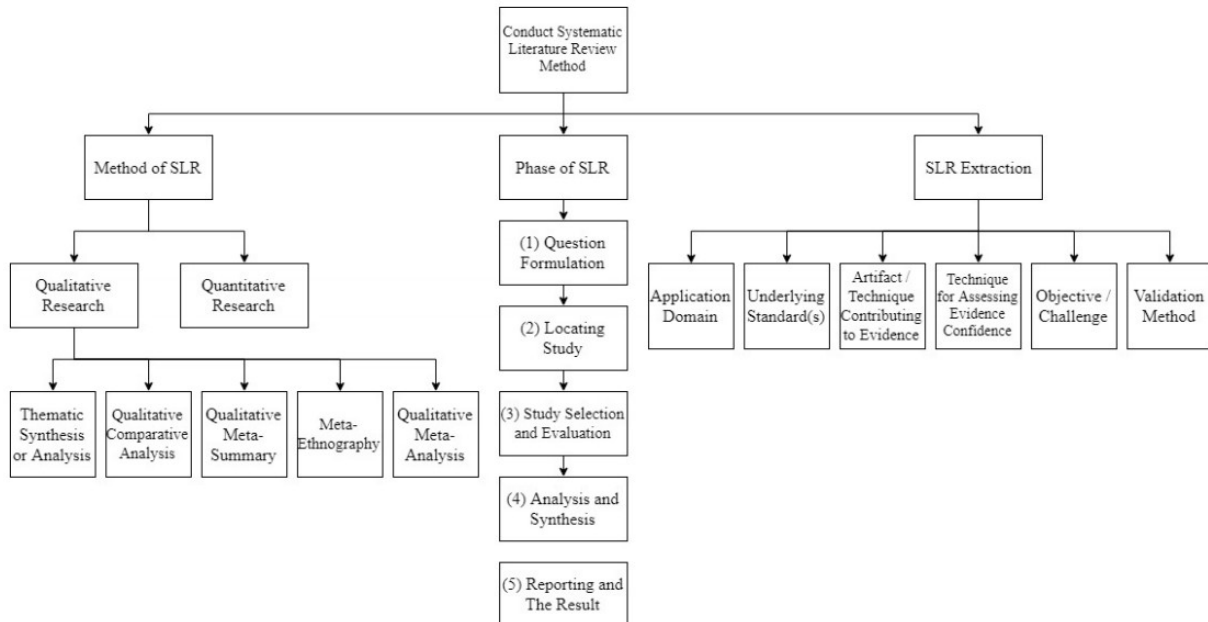 Conduct Systematic
Literature Review
Method
Method of SLR
Phase of SLR
SLR Extraction
Qualitative
Research
Quantitative
Research
Thematic
Synthesis
or Analysis
Qualitative
Comparative
Analysis
Qualitative
Meta-
Summary
Meta-
Ethnography
Qualitative
Meta-
Analysis
(1) Question
Formulation
(2) Locating
Study
(3) Study Selection
and Evaluation
(4) Analysis and
Synthesis
(5) Reporting and
The Result
Application
Domain
Underlying
Standard(s)
Artifact /
Technique
Contributing
to Evidence
Technique
for Assessing
Evidence
Confidence
Objective /
Challenge
Validation
Method